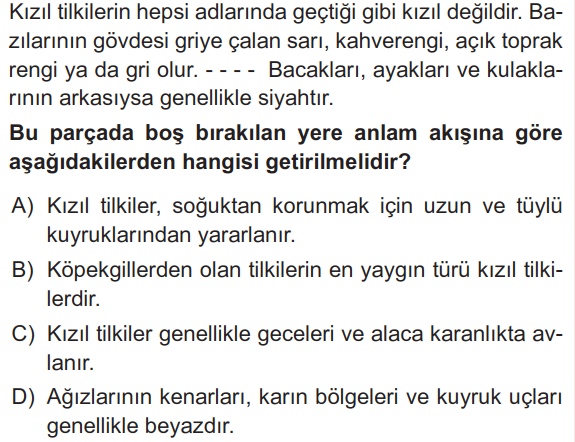 Kızıl tilkilerin hepsi adlarında geçtiği gibi kızıl değildir. Ba-
zılarının gövdesi griye çalan sarı, kahverengi, açık toprak
rengi ya da gri olur. - - - - Bacakları, ayakları ve kulakla-
rının arkasıysa genellikle siyahtır.
Bu parçada boş bırakılan yere anlam akışına göre
aşağıdakilerden hangisi getirilmelidir?
A) Kızıl tilkiler, soğuktan korunmak için uzun ve tüylü
kuyruklarından yararlanır.
B) Köpekgillerden olan tilkilerin en yaygın türü kızıl tilki-
lerdir.
C) Kızıl tilkiler genellikle geceleri ve alaca karanlıkta av-
lanır.
D) Ağızlarının kenarları, karın bölgeleri ve kuyruk uçları
genellikle beyazdır.